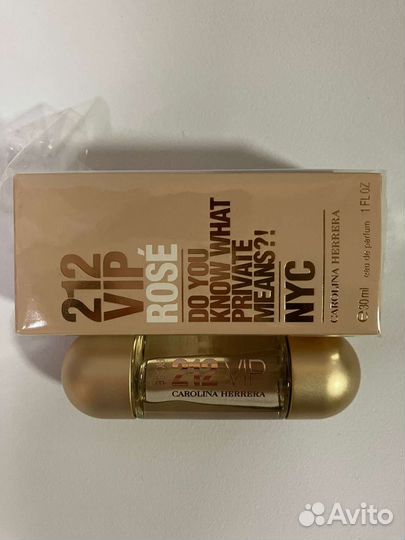 212
VIP
ROSÉ
DO YOU
KNOW WHAT
PRIVATE
MEANS?!
NYC
CAROLINA HERRERA
eau de parfum
℮30ml 1 FL OZ
212 VIP
ROSÉ
CAROLINA HERRERA
Avito